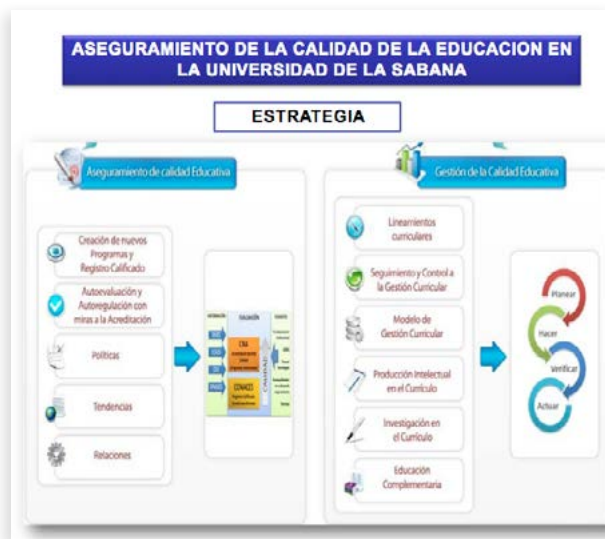 ASEGURAMIENTO DE LA CALIDAD DE LA EDUCACION EN
LA UNIVERSIDAD DE LA SABANA
ESTRATEGIA
Aseguramiento de calidad Educativa
Creación de nuevos
Programas y
Registro Calificado
Autoevaluación y
Autoregulación con
miras a la Acreditación
Políticas
Tendencias
Relaciones
EVALUACIÓN
CNA
CONACES
CALIDAD
Gestión de la Calidad Educativa
Lineamientos
curriculares
Seguimiento y Control a
la Gestión Curricular
Modelo de
Gestión Curricular
Producción Intelectual
en el Currículo
Investigación en
el Currículo
Educación
Complementaria
Planear
Hacer
Verificar
Actuar